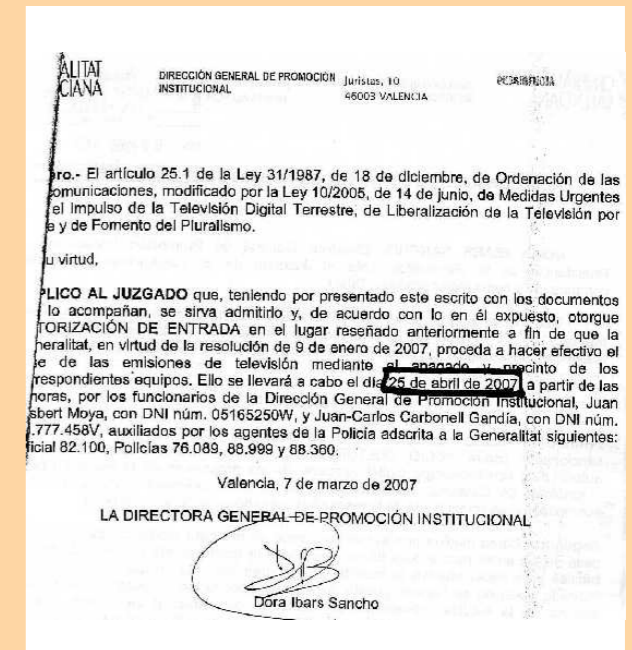 ALITAT
CIANA
DIRECCIÓN GENERAL DE PROMOCIÓN
INSTITUCIONAL
Juristas, 10
46003 VALENCIA
ro.- El artículo 25.1 de la Ley 31/1987, de 18 de diciembre, de Ordenación de las
omunicaciones, modificado por la Ley 10/2005, de 14 de junio, de Medidas Urgentes
el Impulso de la Televisión Digital Terrestre, de Liberalización de la Televisión por
e y de Fomento del Pluralismo.
u virtud,
PLICO AL JUZGADO que, teniendo por presentado este escrito con los documentos
lo acompañan, se sirva admitirlo y, de acuerdo con lo en él expuesto, otorgue
TORIZACIÓN DE ENTRADA en el lugar reseñado anteriormente a fin de que la
neralitat, en virtud de la resolución de 9 de enero de 2007, proceda a hacer efectivo el
e de las emisiones de televisión mediante el apagado y precinto de los
respondientes equipos. Ello se llevará a cabo el día 25 de abril de 2007, a partir de las
horas, por los funcionarios de la Dirección General de Promoción Institucional, Juan
sbert Moya, con DNI núm. 05165250W, y Juan-Carlos Carbonell Gandía, con DNI núm.
.777.458V, auxiliados por los agentes de la Policía adscrita a la Generalitat siguientes:
icial 82.100, Policías 76.089, 88.999 y 88.360.
Valencia, 7 de marzo de 2007
LA DIRECTORA GENERAL DE PROMOCIÓN INSTITUCIONAL
Dora Ibars Sancho